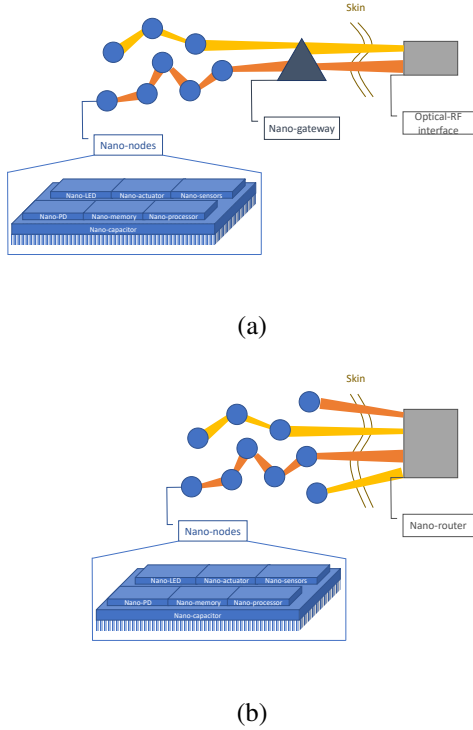 Skin
Nano-gateway
Optical-RF
interface
Nano-nodes
Nano-LED Nano-actuator Nano-sensors
Nano-PD Nano-memory Nano-processor
Nano-capacitor
(a)
Skin
Nano-router
Nano-nodes
Nano-LED Nano-actuator Nano-sensors
Nano-PD Nano-memory Nano-processor
Nano-capacitor
(b)